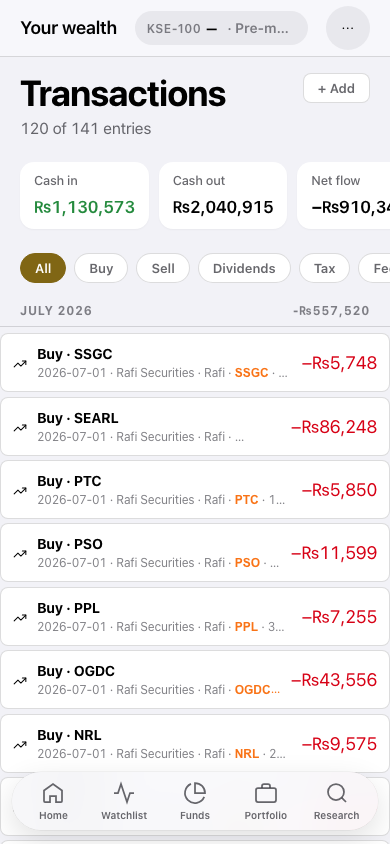 Your wealth
KSE-100 – · Pre-m... ...
Transactions
+ Add
120 of 141 entries
Cash in
Cash out
Net flow
₨1,130,573
₨2,040,915
−₨910,34
All
Buy
Sell
Dividends
Tax
Fe
JULY 2026
-₨557,520
Buy · SSGC
2026-07-01 · Rafi Securities · Rafi · SSGC · ...
−₨5,748
Buy · SEARL
2026-07-01 · Rafi Securities · Rafi · ...
−₨86,248
Buy · PTC
2026-07-01 · Rafi Securities · Rafi · PTC · 1...
−₨5,850
Buy · PSO
2026-07-01 · Rafi Securities · Rafi · PSO · ...
−₨11,599
Buy · PPL
2026-07-01 · Rafi Securities · Rafi · PPL · 3...
−₨7,255
Buy · OGDC
2026-07-01 · Rafi Securities · Rafi · OGDC...
−₨43,556
Buy · NRL
2026-07-01 · Rafi Securities · Rafi · NRL · 2...
−₨9,575
Home
Watchlist
Funds
Portfolio
Research